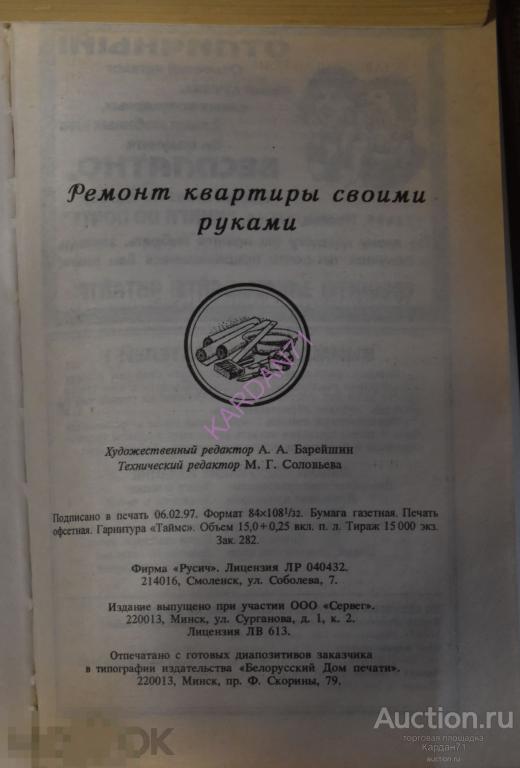 Ремонт квартиры своими
руками
KARDAN71
Художественный редактор А. А. Барейшин
Технический редактор М. Г. Соловьева
Подписано в печать 06.02.97. Формат 84×108¹/₃₂. Бумага газетная. Печать
офсетная. Гарнитура «Таймс». Объем 15,0+0,25 вкл. п. л. Тираж 15 000 экз.
Зак. 282.
Фирма «Русич». Лицензия ЛР 040432.
214016, Смоленск, ул. Соболева, 7.
Издание выпущено при участии ООО «Сервег».
220013, Минск, ул. Сурганова, д. 1, к. 2.
Лицензия ЛВ 613.
Отпечатано с готовых диапозитивов заказчика
в типографии издательства «Белорусский Дом печати».
220013, Минск, пр. Ф. Скорины, 79.
Auction.ru
торговая площадка
Кардан71
auction.ru